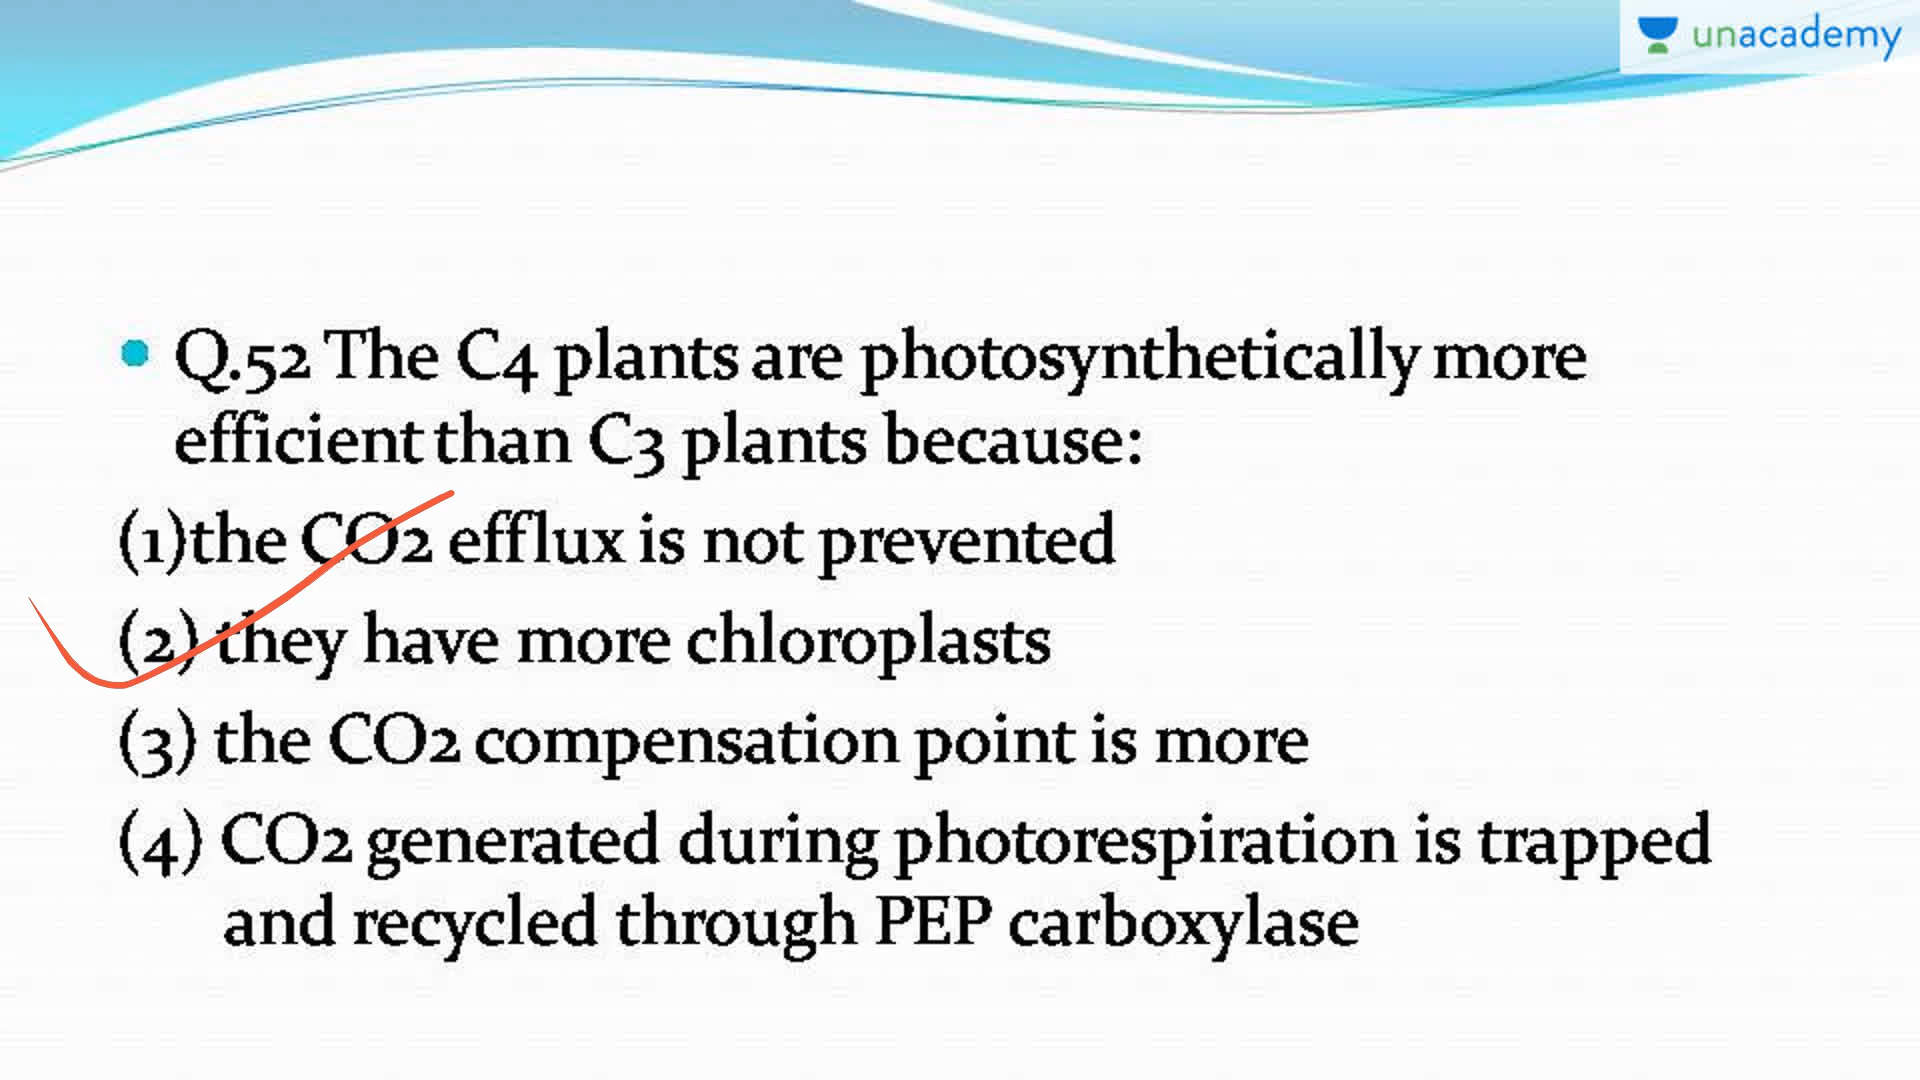 unacademy
Q.52 The C4 plants are photosynthetically more
efficient than C3 plants because:
(1)the CO2 efflux is not prevented
(2) they have more chloroplasts
(3) the CO2 compensation point is more
(4) CO2 generated during photorespiration is trapped
and recycled through PEP carboxylase